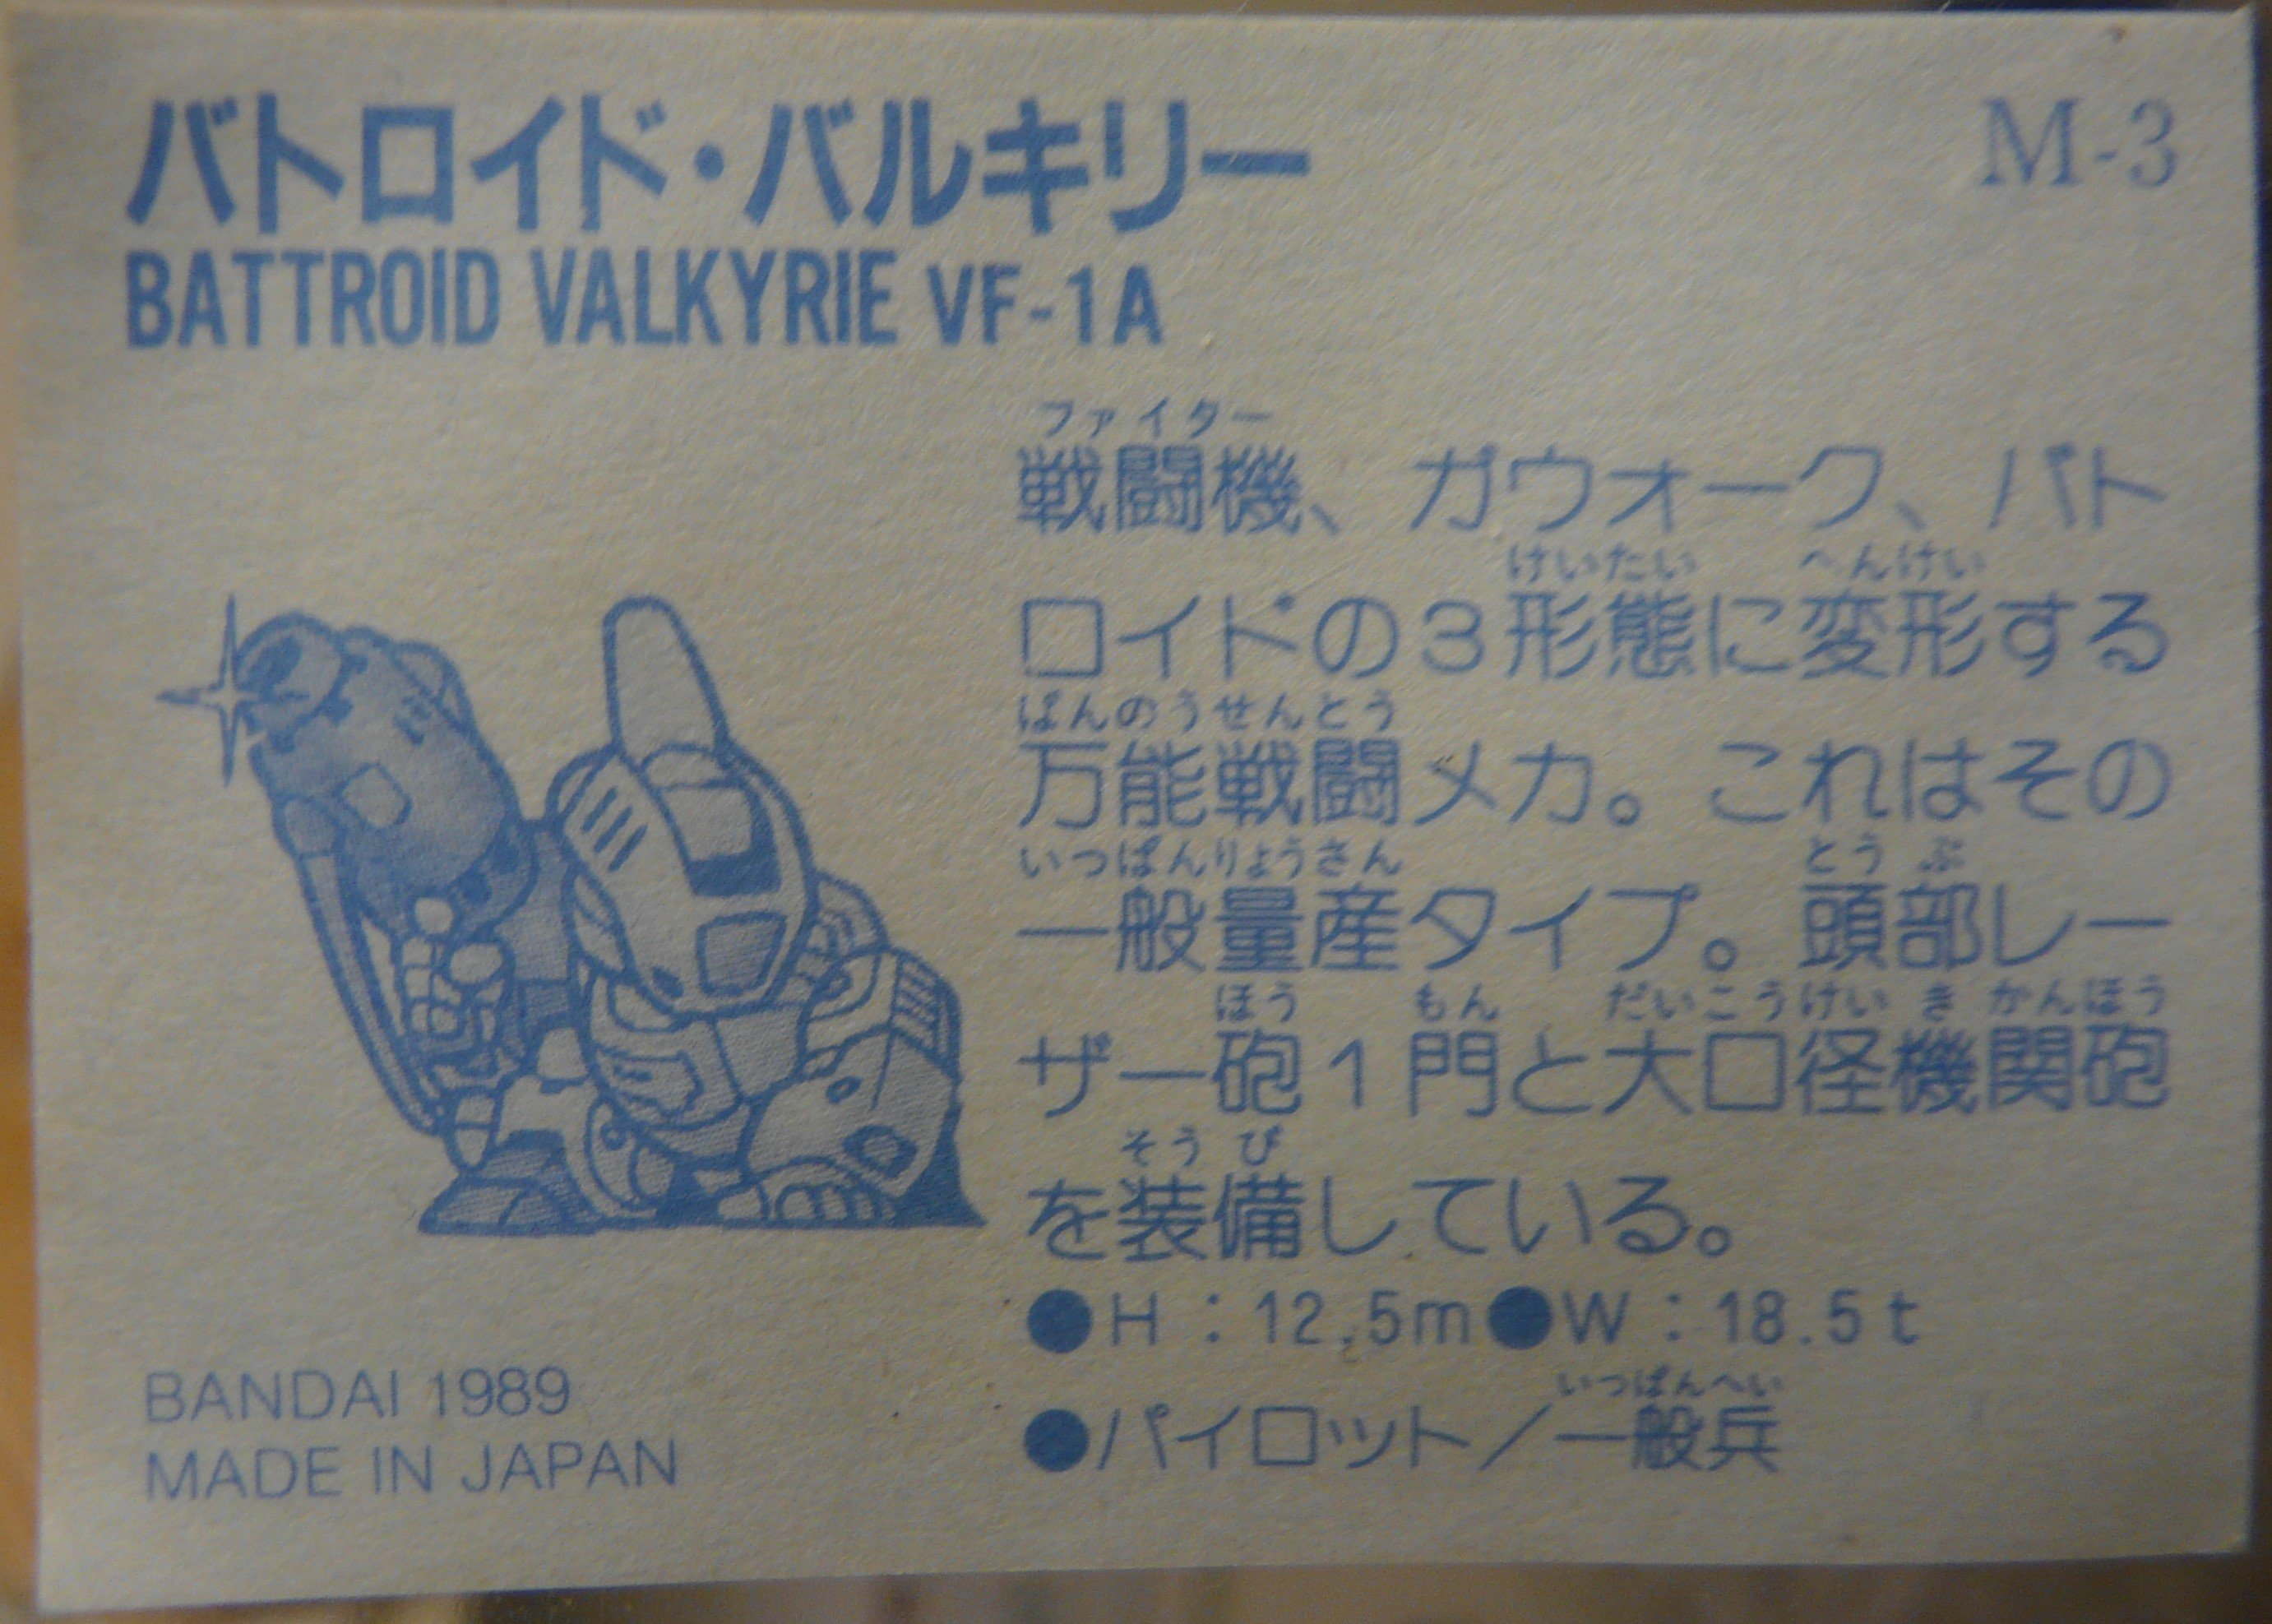 バトロイド・バルキリー
M-3
BATTROID VALKYRIE VF-1A
ファイター
戦闘機、ガウォーク、バト
けいたい へんけい
ロイドの3形態に変形する
ばんのうせんとう
万能戦闘メカ。これはその
いっぱんりょうさん
一般量産タイプ。頭部レー
とうぶ
ほう もん だいこうけいきかんほう
ザー砲1門と大口径機関砲
そうび
を装備している。
●H:12.5m●W:18.5t
いっぱんへい
●パイロット/一般兵
BANDAI 1989
MADE IN JAPAN